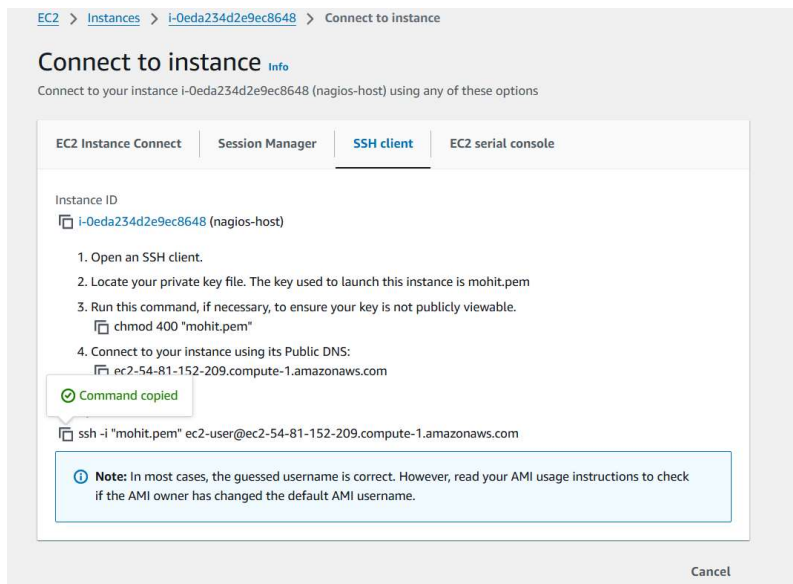 EC2 > Instances > i-0eda234d2e9ec8648 > Connect to instance
Connect to instance Info
Connect to your instance i-0eda234d2e9ec8648 (nagios-host) using any of these options
EC2 Instance Connect Session Manager SSH client EC2 serial console
Instance ID
i-0eda234d2e9ec8648 (nagios-host)
1. Open an SSH client.
2. Locate your private key file. The key used to launch this instance is mohit.pem
3. Run this command, if necessary, to ensure your key is not publicly viewable.
chmod 400 "mohit.pem"
4. Connect to your instance using its Public DNS:
ec2-54-81-152-209.compute-1.amazonaws.com
Command copied
ssh -i "mohit.pem" ec2-user@ec2-54-81-152-209.compute-1.amazonaws.com
Note: In most cases, the guessed username is correct. However, read your AMI usage instructions to check
if the AMI owner has changed the default AMI username.
Cancel